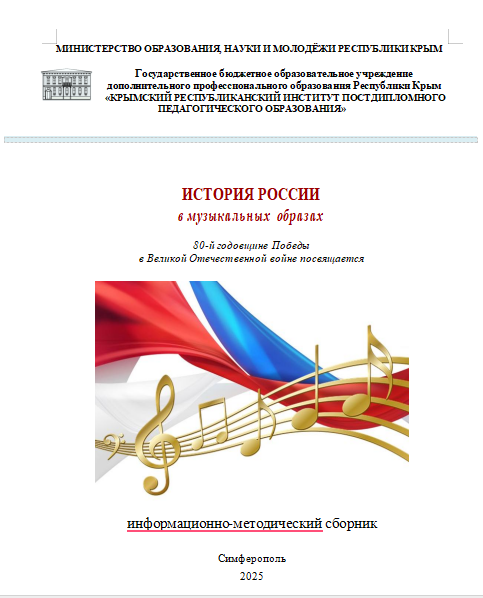 МИНИСТЕРСТВО ОБРАЗОВАНИЯ, НАУКИ И МОЛОДЁЖИ РЕСПУБЛИКИ КРЫМ
Государственное бюджетное образовательное учреждение
дополнительного профессионального образования Республики Крым
«КРЫМСКИЙ РЕСПУБЛИКАНСКИЙ ИНСТИТУТ ПОСТДИПЛОМНОГО
ПЕДАГОГИЧЕСКОГО ОБРАЗОВАНИЯ»
ИСТОРИЯ РОССИИ
в музыкальных образах
80-й годовщине Победы
в Великой Отечественной войне посвящается
информационно-методический сборник
Симферополь
2025